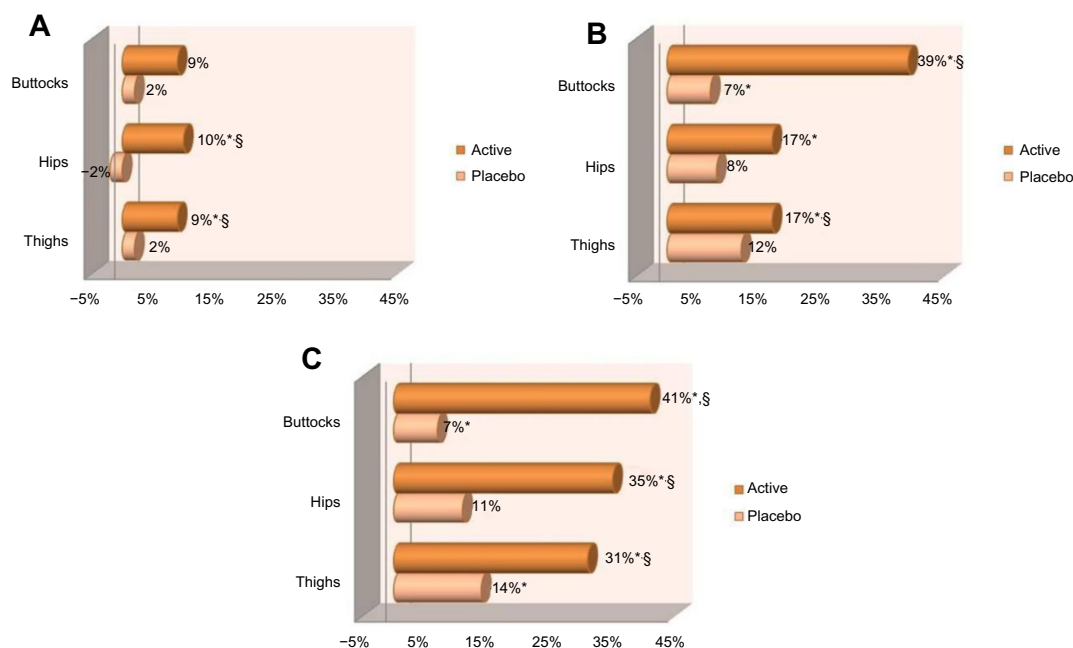 A
Buttocks
9%
2%
Hips
10%*,§
−2%
Thighs
9%*,§
2%
−5% 5% 15% 25% 35% 45%
Active
Placebo
B
Buttocks
39%*,§
7%*
Hips
17%*
8%
Thighs
17%*,§
12%
−5% 5% 15% 25% 35% 45%
Active
Placebo
C
Buttocks
41%*,§
7%*
Hips
35%*,§
11%
Thighs
31%*,§
14%*
−5% 5% 15% 25% 35% 45%
Active
Placebo